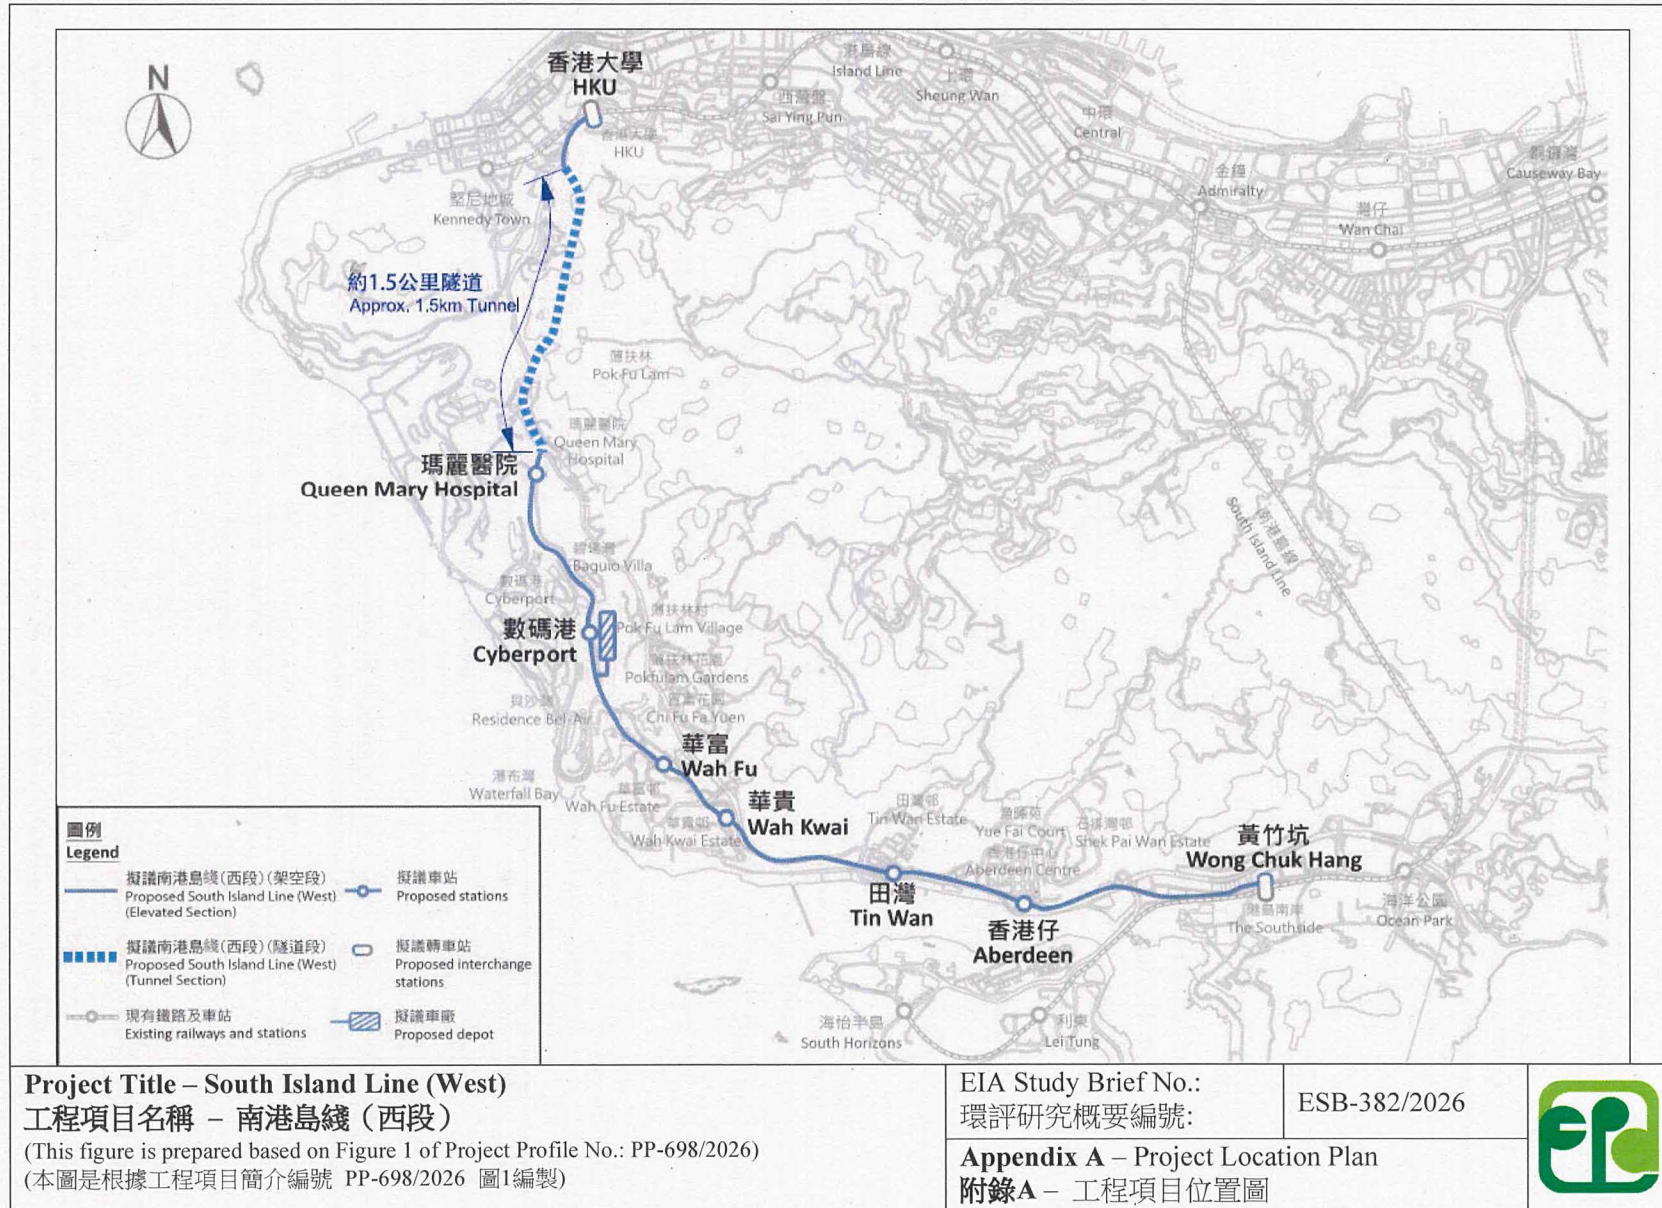 N
香港大學
HKU
港島線
Island Line
上環
Sheung Wan
西營盤
Sai Ying Pun
中環
Central
香港大學
HKU
金鐘
Admiralty
銅鑼灣
Causeway Bay
灣仔
Wan Chai
堅尼地城
Kennedy Town
約1.5公里隧道
Approx. 1.5km Tunnel
薄扶林
Pok Fu Lam
瑪麗醫院
Queen Mary
Hospital
瑪麗醫院
Queen Mary Hospital
南港島線
South Island Line
碧瑤灣
Baguio Villa
數碼港
Cyberport
數碼港
Cyberport
薄扶林村
Pok Fu Lam Village
薄扶林花園
Pokfulam Gardens
貝沙灣
Residence Bel-Air
置富花園
Chi Fu Fa Yuen
華富
Wah Fu
瀑布灣
Waterfall Bay
華富邨
Wah Fu Estate
華貴
Wah Kwai
華貴邨
Wah Kwai Estate
田灣邨
Tin Wan Estate
漁暉苑
Yue Fai Court
石排灣邨
Shek Pai Wan Estate
香港仔中心
Aberdeen Centre
黃竹坑
Wong Chuk Hang
田灣
Tin Wan
香港仔
Aberdeen
港島南岸
The Southside
海洋公園
Ocean Park
海怡半島
South Horizons
利東
Lei Tung
圖例
Legend
擬議南港島綫(西段)(架空段)
Proposed South Island Line (West)
(Elevated Section)
擬議車站
Proposed stations
擬議南港島綫(西段)(隧道段)
Proposed South Island Line (West)
(Tunnel Section)
擬議轉車站
Proposed interchange
stations
現有鐵路及車站
Existing railways and stations
擬議車廠
Proposed depot
Project Title – South Island Line (West)
工程項目名稱 – 南港島綫（西段）
(This figure is prepared based on Figure 1 of Project Profile No.: PP-698/2026)
(本圖是根據工程項目簡介編號 PP-698/2026 圖1編製)
EIA Study Brief No.:
環評研究概要編號:
ESB-382/2026
Appendix A – Project Location Plan
附錄A – 工程項目位置圖
EPD